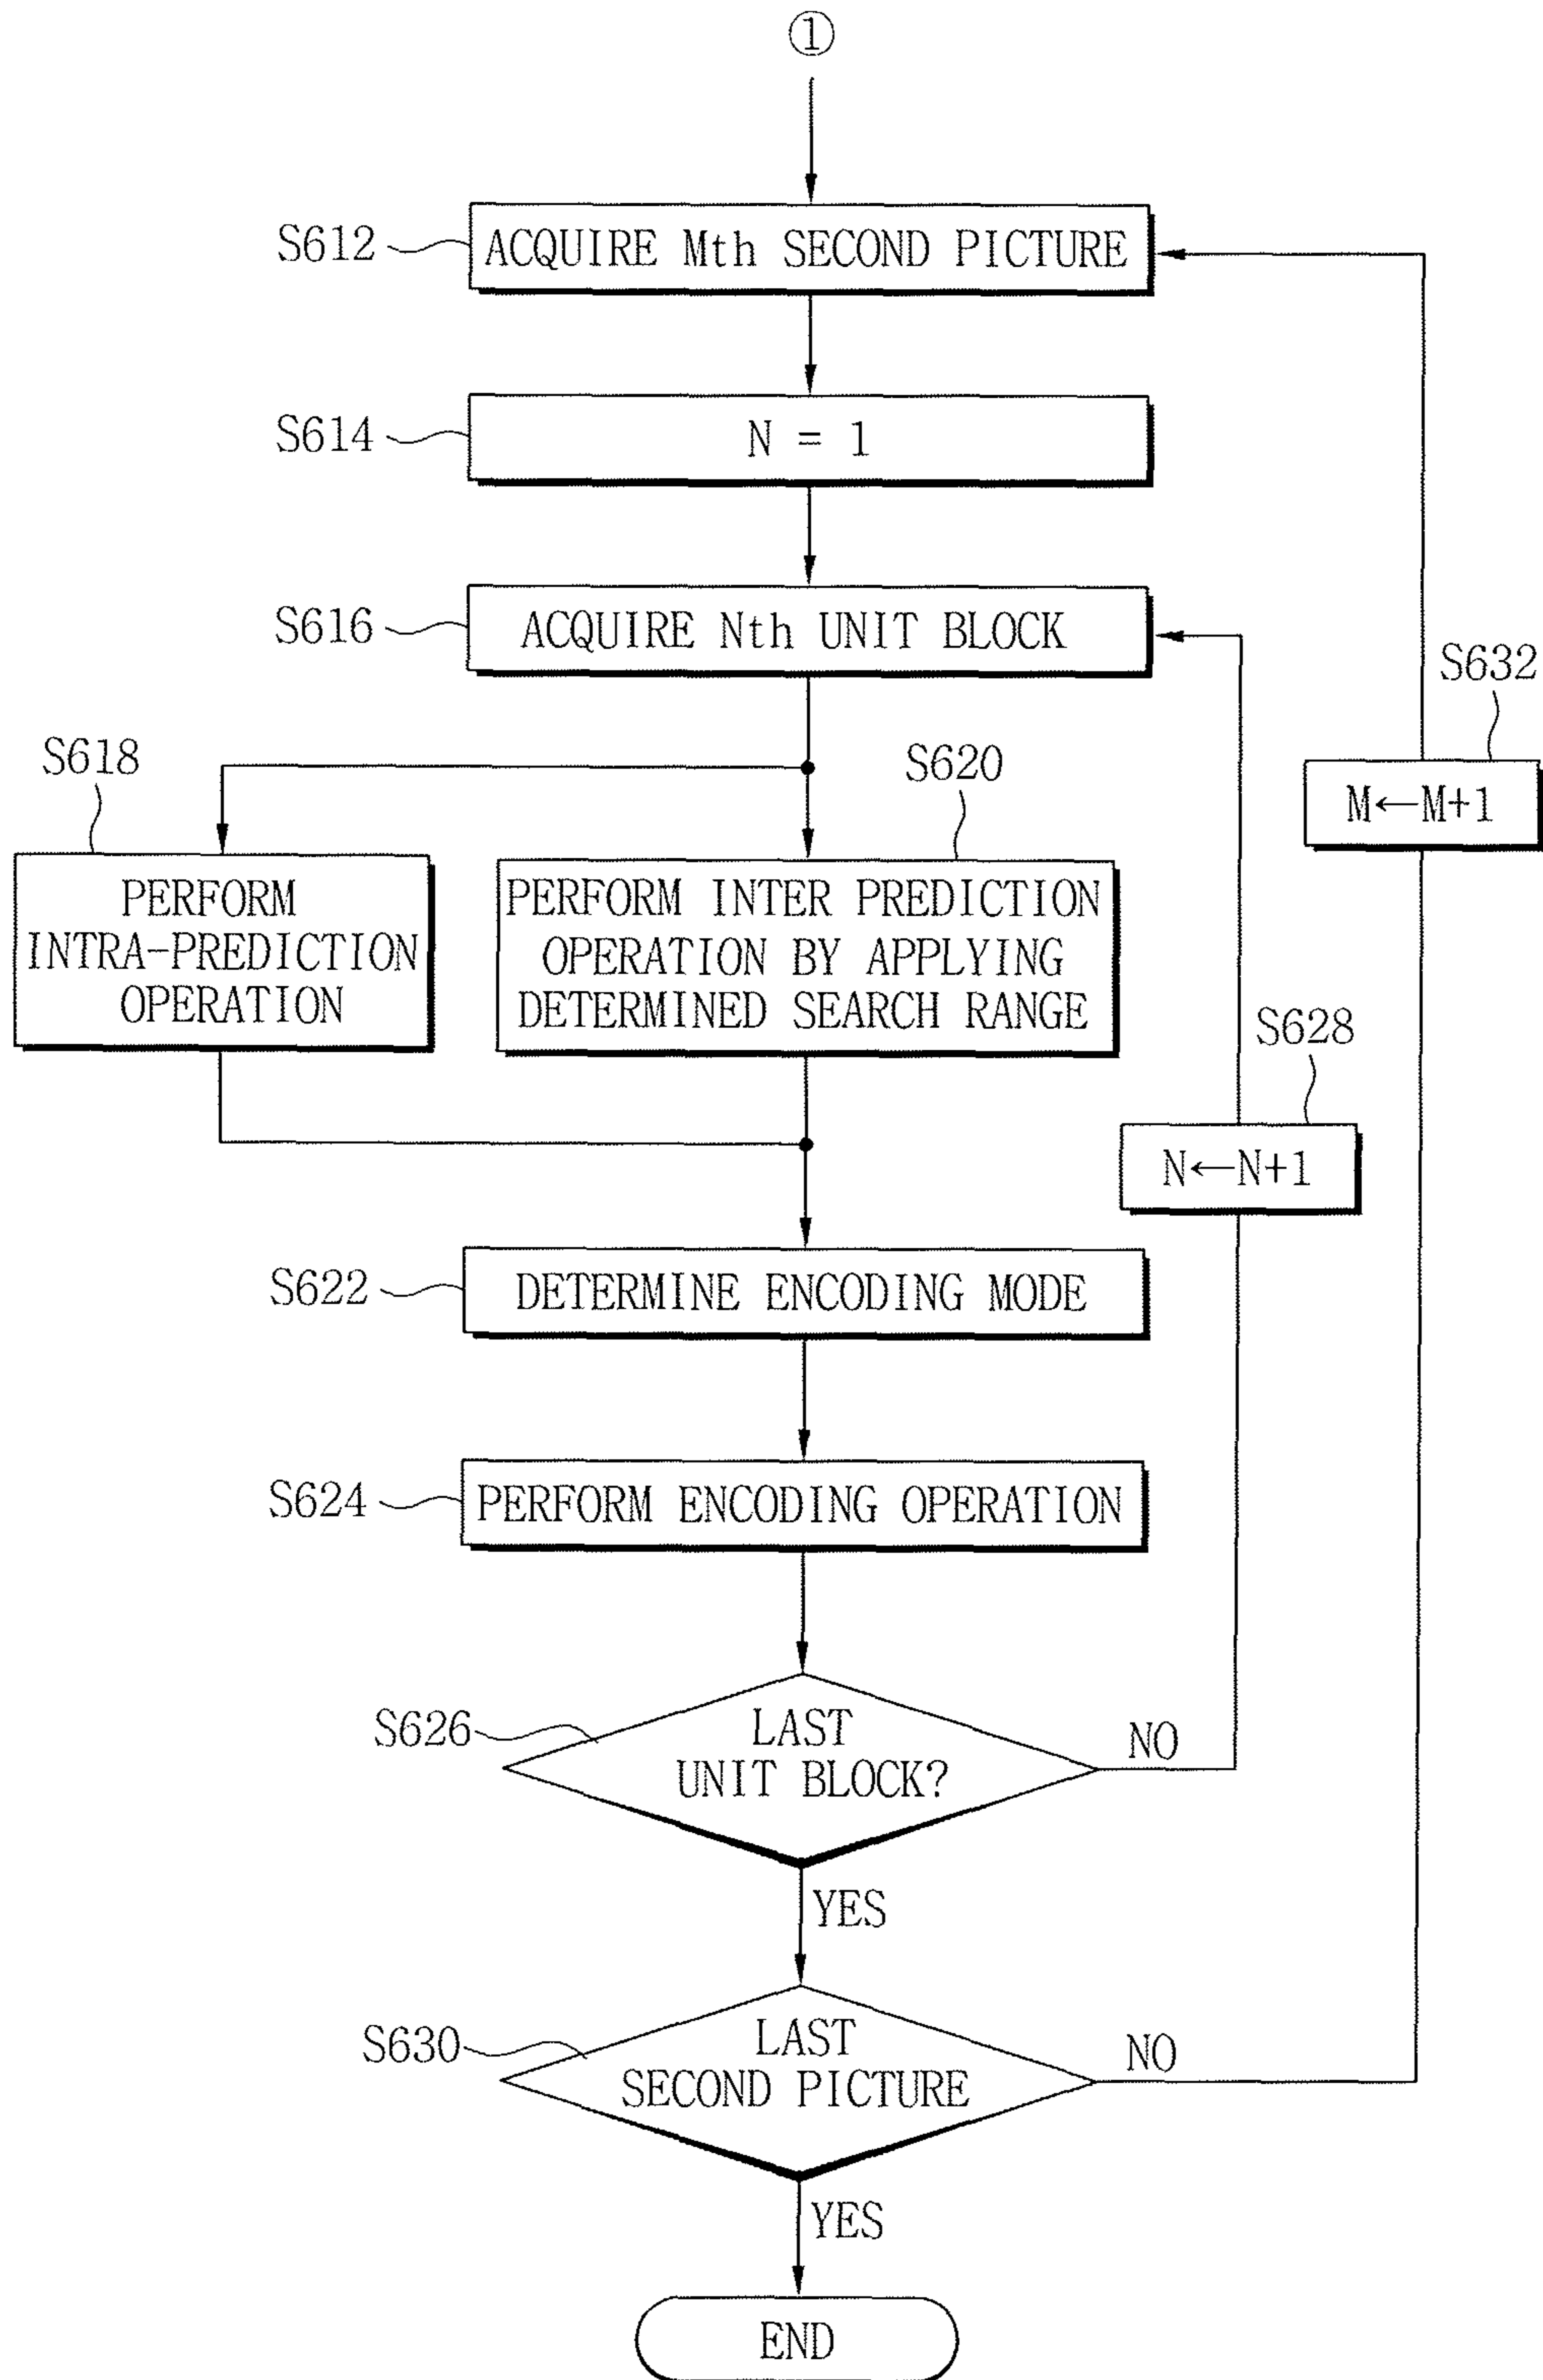 ①
S612
ACQUIRE Mth SECOND PICTURE
S614
N = 1
S616
ACQUIRE Nth UNIT BLOCK
S632
M←M+1
S618
S620
PERFORM
INTRA-PREDICTION
OPERATION
PERFORM INTER PREDICTION
OPERATION BY APPLYING
DETERMINED SEARCH RANGE
S628
N←N+1
S622
DETERMINE ENCODING MODE
S624
PERFORM ENCODING OPERATION
S626
LAST
UNIT BLOCK?
NO
YES
S630
LAST
SECOND PICTURE
NO
YES
END